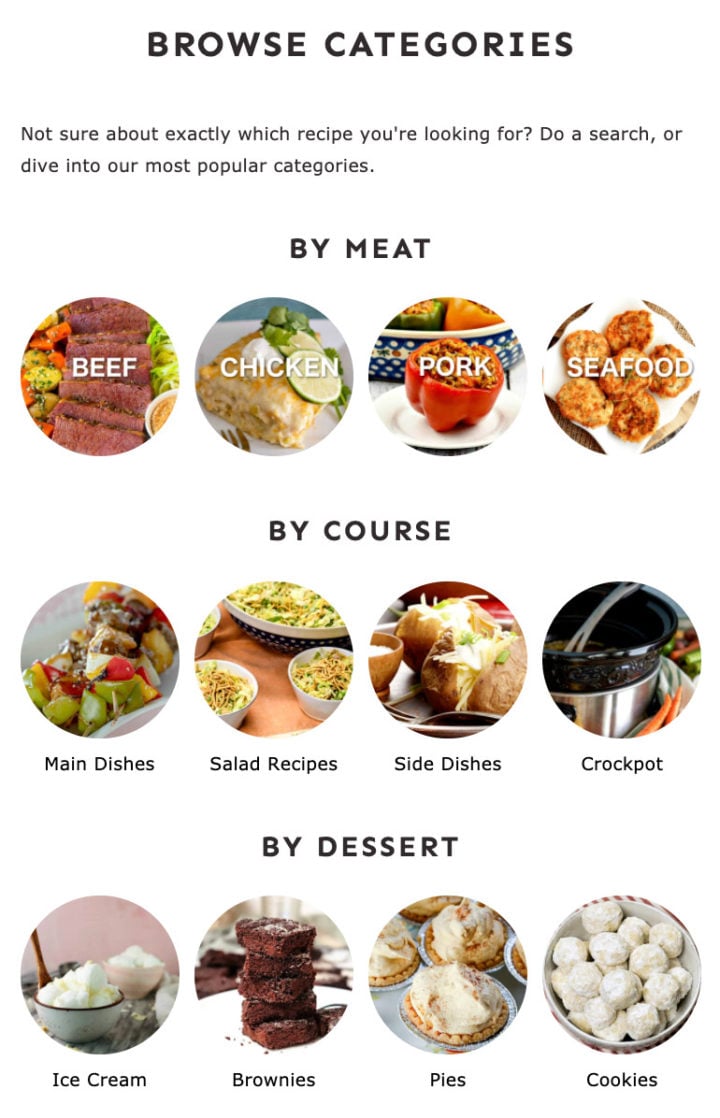 BROWSE CATEGORIES
Not sure about exactly which recipe you're looking for? Do a search, or
dive into our most popular categories.
BY MEAT
BEEF CHICKEN PORK SEAFOOD
BY COURSE
Main Dishes Salad Recipes Side Dishes Crockpot
BY DESSERT
Ice Cream Brownies Pies Cookies